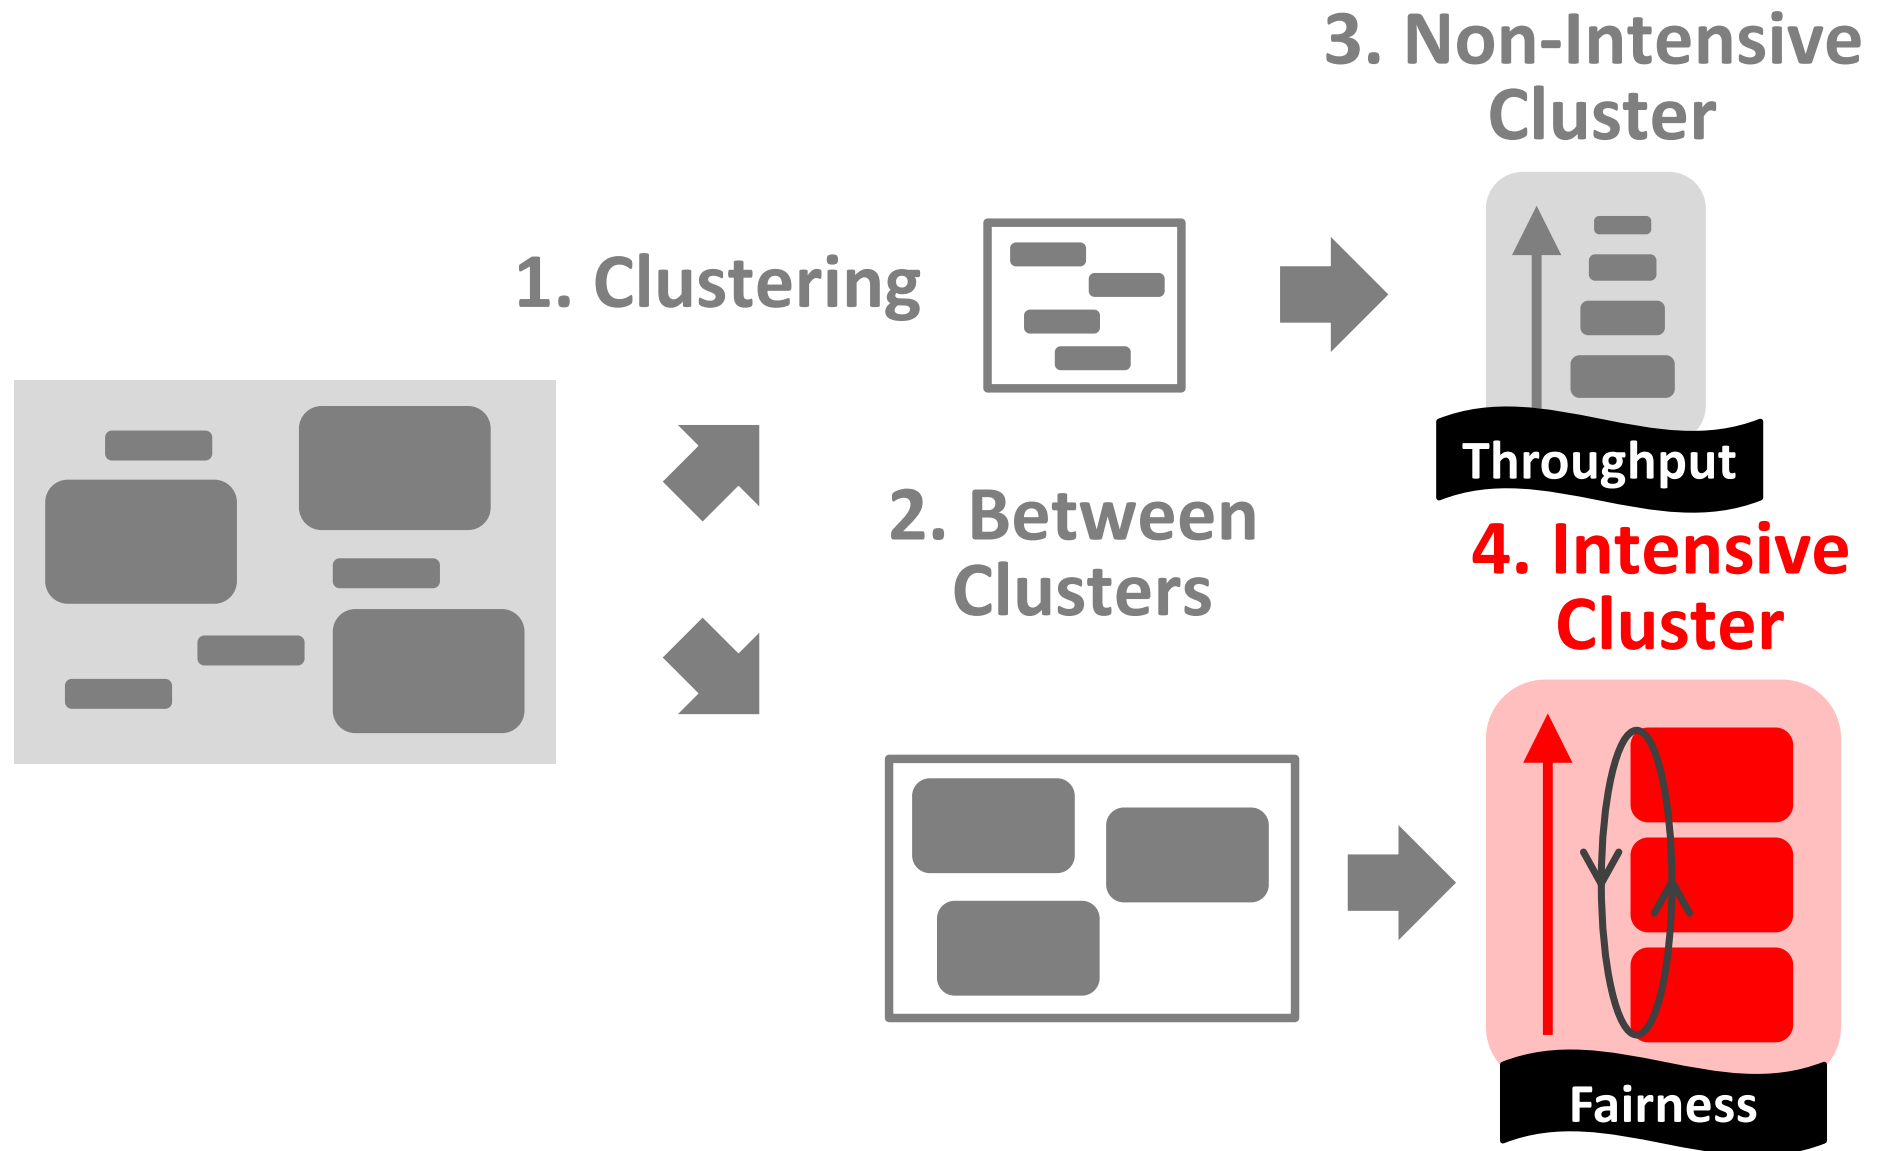 3. Non-Intensive
Cluster
1. Clustering
Throughput
2. Between
Clusters
4. Intensive
Cluster
Fairness